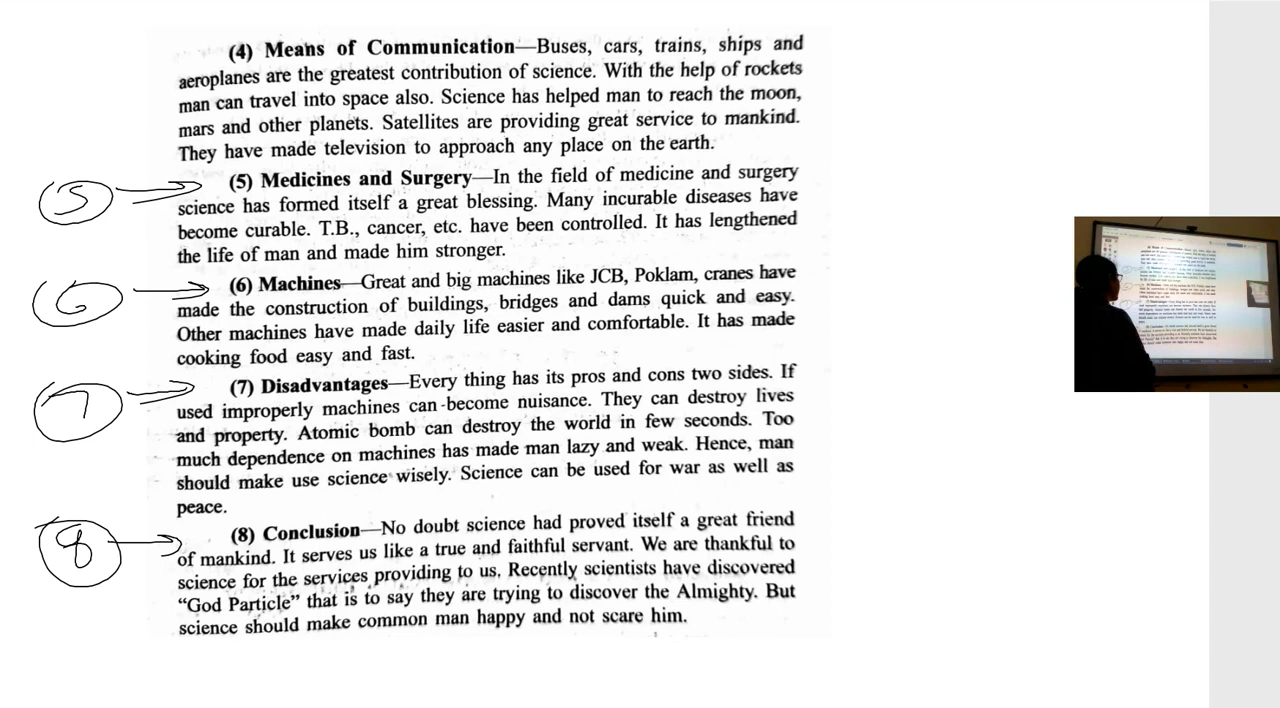 (4) Means of Communication—Buses, cars, trains, ships and
aeroplanes are the greatest contribution of science. With the help of rockets
man can travel into space also. Science has helped man to reach the moon,
mars and other planets. Satellites are providing great service to mankind.
They have made television to approach any place on the earth.
5
(5) Medicines and Surgery—In the field of medicine and surgery
science has formed itself a great blessing. Many incurable diseases have
become curable. T.B., cancer, etc. have been controlled. It has lengthened
the life of man and made him stronger.
6
(6) Machines—Great and big machines like JCB, Poklam, cranes have
made the construction of buildings, bridges and dams quick and easy.
Other machines have made daily life easier and comfortable. It has made
cooking food easy and fast.
7
(7) Disadvantages—Every thing has its pros and cons two sides. If
used improperly machines can become nuisance. They can destroy lives
and property. Atomic bomb can destroy the world in few seconds. Too
much dependence on machines has made man lazy and weak. Hence, man
should make use science wisely. Science can be used for war as well as
peace.
8
(8) Conclusion—No doubt science had proved itself a great friend
of mankind. It serves us like a true and faithful servant. We are thankful to
science for the services providing to us. Recently scientists have discovered
“God Particle” that is to say they are trying to discover the Almighty. But
science should make common man happy and not scare him.